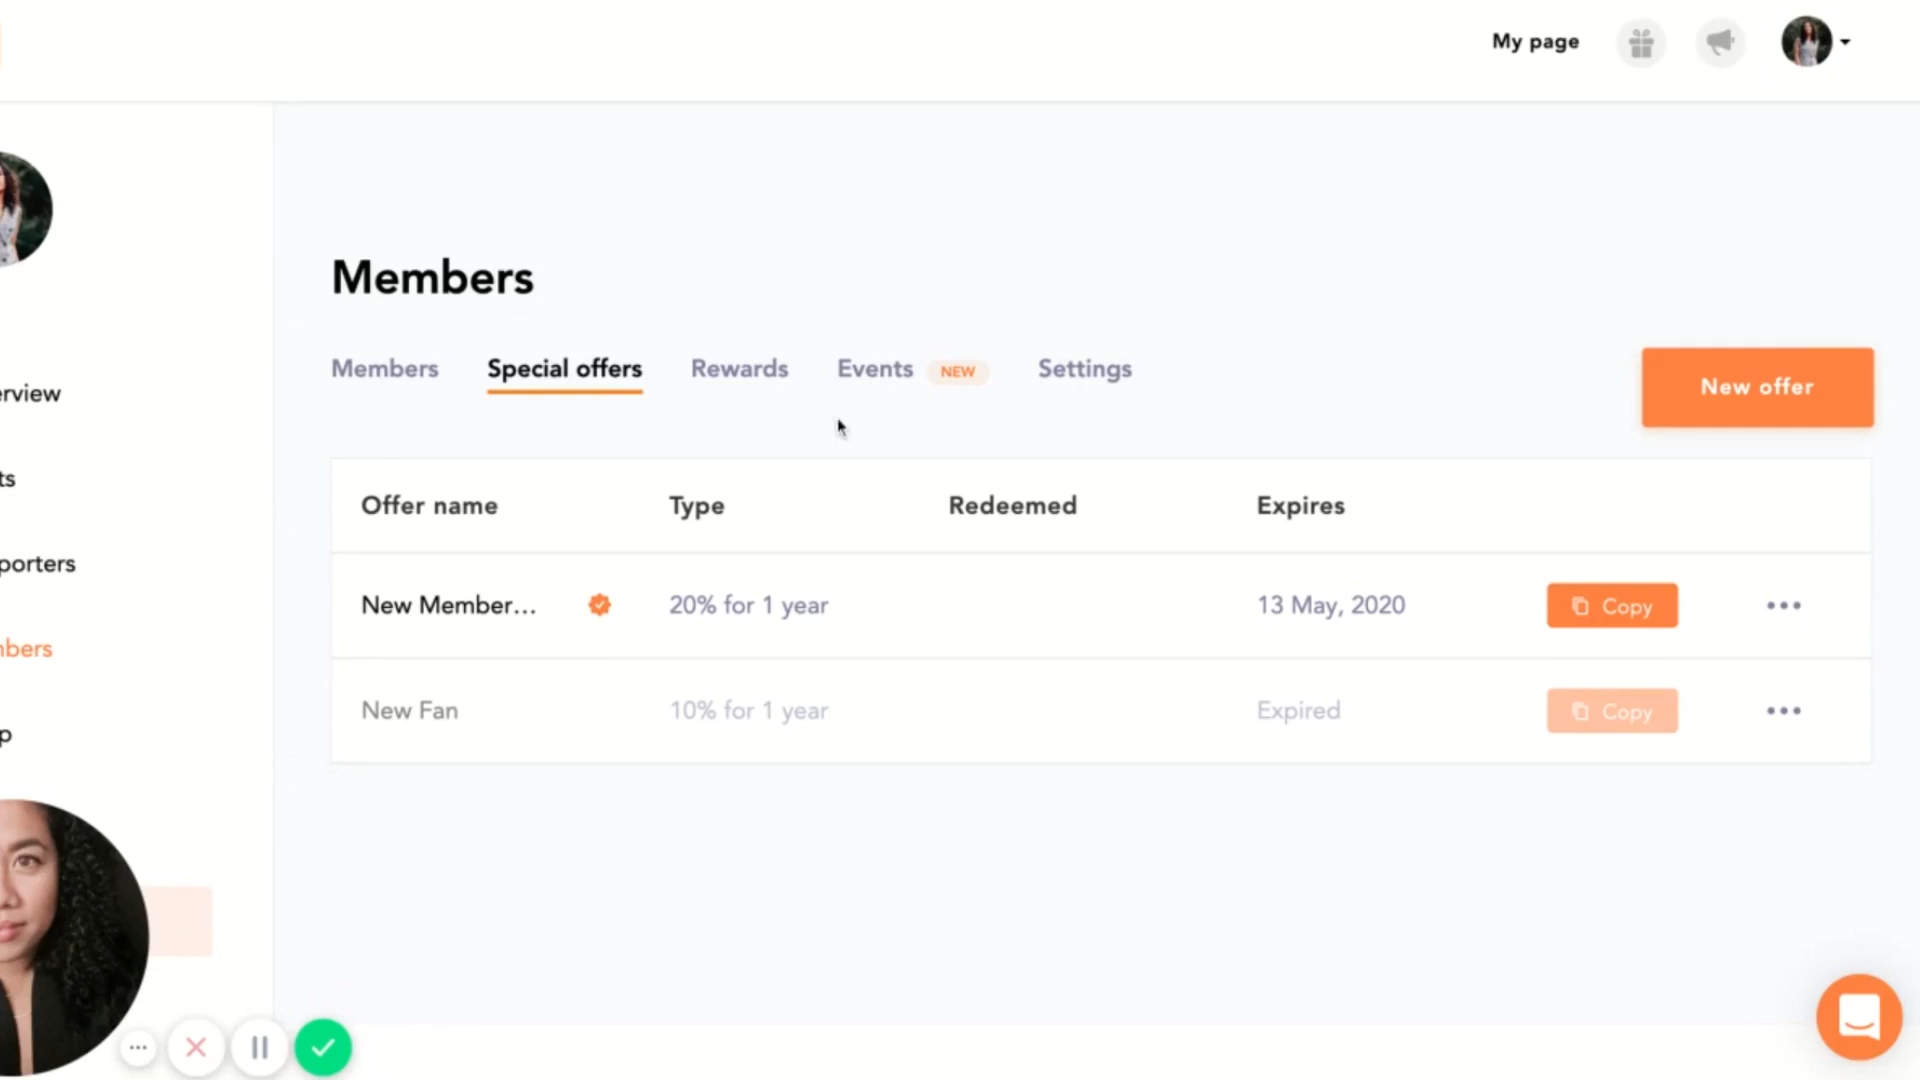 My page
Members
Members Special offers Rewards Events NEW Settings
New offer
Offer name Type Redeemed Expires
New Member... 20% for 1 year 13 May, 2020 Copy
New Fan 10% for 1 year Expired Copy
erview
ts
porters
bers
p